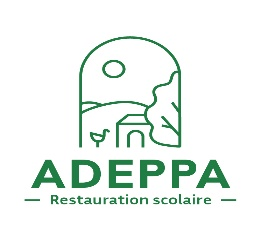 ADEPPA
— Restauration scolaire —